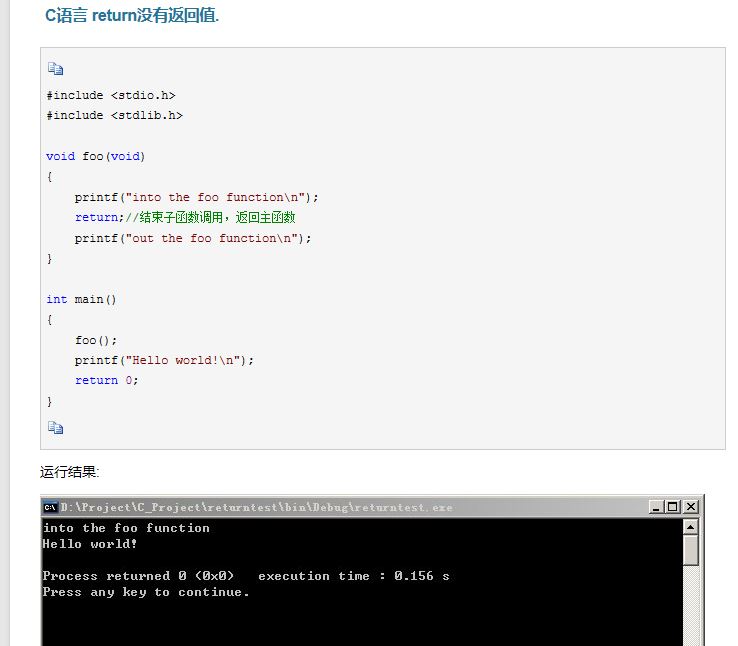 C语言 return没有返回值.
#include <stdio.h>
#include <stdlib.h>
void foo(void)
{
printf("into the foo function\n");
return;//结束子函数调用，返回主函数
printf("out the foo function\n");
}
int main()
{
foo();
printf("Hello world!\n");
return 0;
}
运行结果:
D:\Project\C_Project\returntest\bin\Debug\returntest.exe
into the foo function
Hello world!
Process returned 0 (0x0)   execution time : 0.156 s
Press any key to continue.